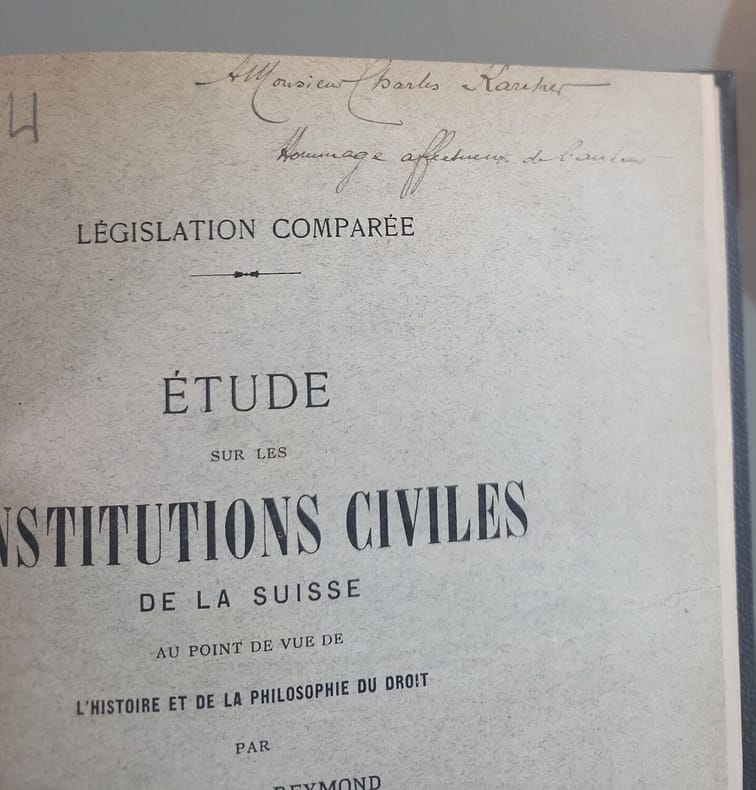 A Monsieur Charles Karcher
Hommage affectueux de l'auteur
LÉGISLATION COMPARÉE
ÉTUDE
SUR LES
NSTITUTIONS CIVILES
DE LA SUISSE
AU POINT DE VUE DE
L'HISTOIRE ET DE LA PHILOSOPHIE DU DROIT
PAR
REYMOND